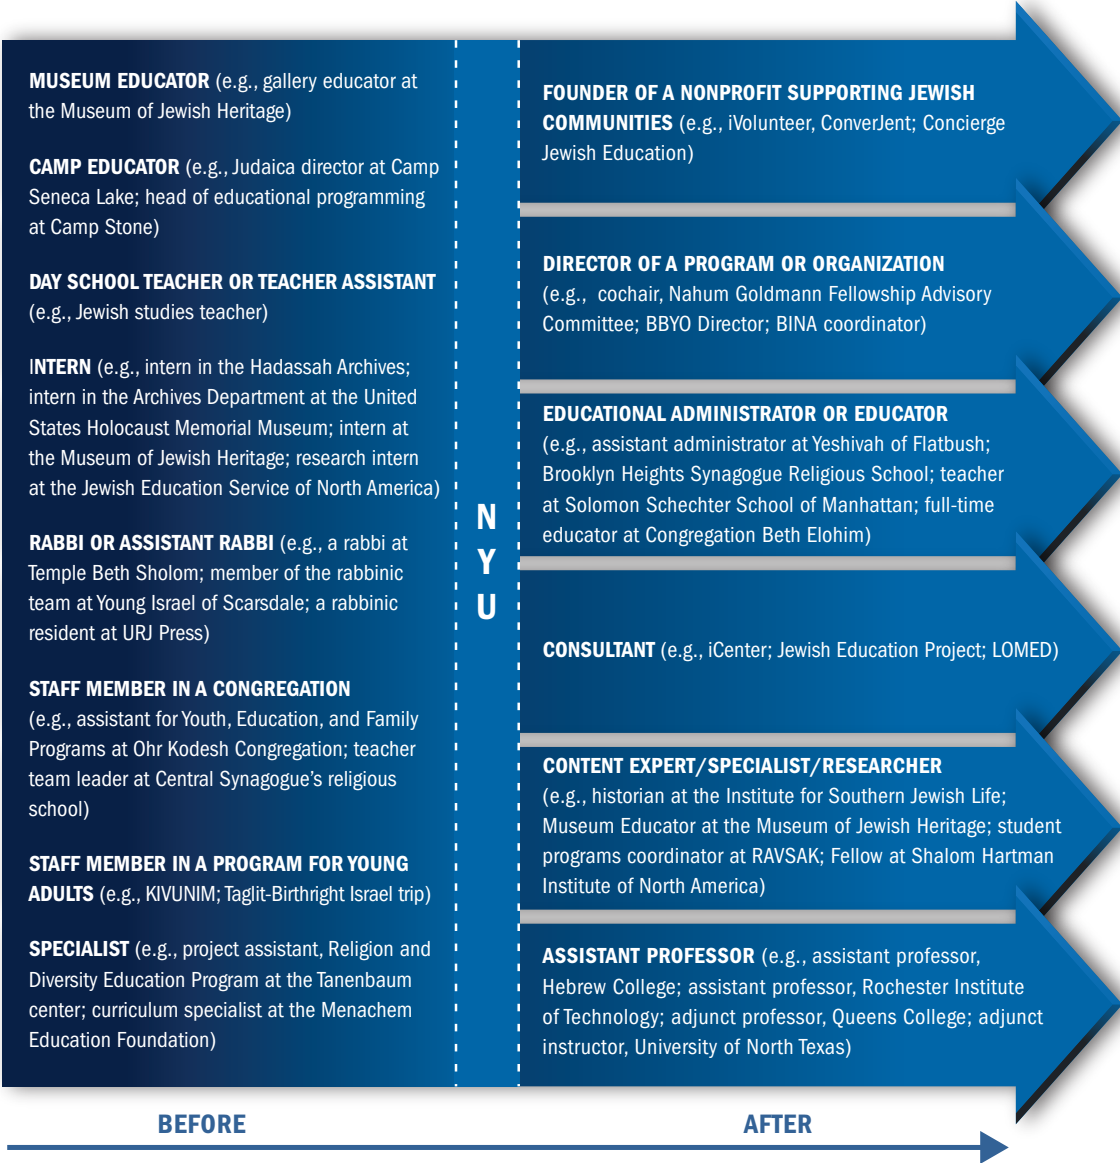 MUSEUM EDUCATOR (e.g., gallery educator at
the Museum of Jewish Heritage)
CAMP EDUCATOR (e.g., Judaica director at Camp
Seneca Lake; head of educational programming
at Camp Stone)
DAY SCHOOL TEACHER OR TEACHER ASSISTANT
(e.g., Jewish studies teacher)
INTERN (e.g., intern in the Hadassah Archives;
intern in the Archives Department at the United
States Holocaust Memorial Museum; intern at
the Museum of Jewish Heritage; research intern
at the Jewish Education Service of North America)
RABBI OR ASSISTANT RABBI (e.g., a rabbi at
Temple Beth Sholom; member of the rabbinic
team at Young Israel of Scarsdale; a rabbinic
resident at URJ Press)
STAFF MEMBER IN A CONGREGATION
(e.g., assistant for Youth, Education, and Family
Programs at Ohr Kodesh Congregation; teacher
team leader at Central Synagogue's religious
school)
STAFF MEMBER IN A PROGRAM FOR YOUNG
ADULTS (e.g., KIVUNIM; Taglit-Birthright Israel trip)
SPECIALIST (e.g., project assistant, Religion and
Diversity Education Program at the Tanenbaum
center; curriculum specialist at the Menachem
Education Foundation)
N
Y
U
FOUNDER OF A NONPROFIT SUPPORTING JEWISH
COMMUNITIES (e.g., iVolunteer, ConverJent; Concierge
Jewish Education)
DIRECTOR OF A PROGRAM OR ORGANIZATION
(e.g., cochair, Nahum Goldmann Fellowship Advisory
Committee; BBYO Director; BINA coordinator)
EDUCATIONAL ADMINISTRATOR OR EDUCATOR
(e.g., assistant administrator at Yeshivah of Flatbush;
Brooklyn Heights Synagogue Religious School; teacher
at Solomon Schechter School of Manhattan; full-time
educator at Congregation Beth Elohim)
CONSULTANT (e.g., iCenter; Jewish Education Project; LOMED)
CONTENT EXPERT/SPECIALIST/RESEARCHER
(e.g., historian at the Institute for Southern Jewish Life;
Museum Educator at the Museum of Jewish Heritage; student
programs coordinator at RAVSAK; Fellow at Shalom Hartman
Institute of North America)
ASSISTANT PROFESSOR (e.g., assistant professor,
Hebrew College; assistant professor, Rochester Institute
of Technology; adjunct professor, Queens College; adjunct
instructor, University of North Texas)
BEFORE
AFTER